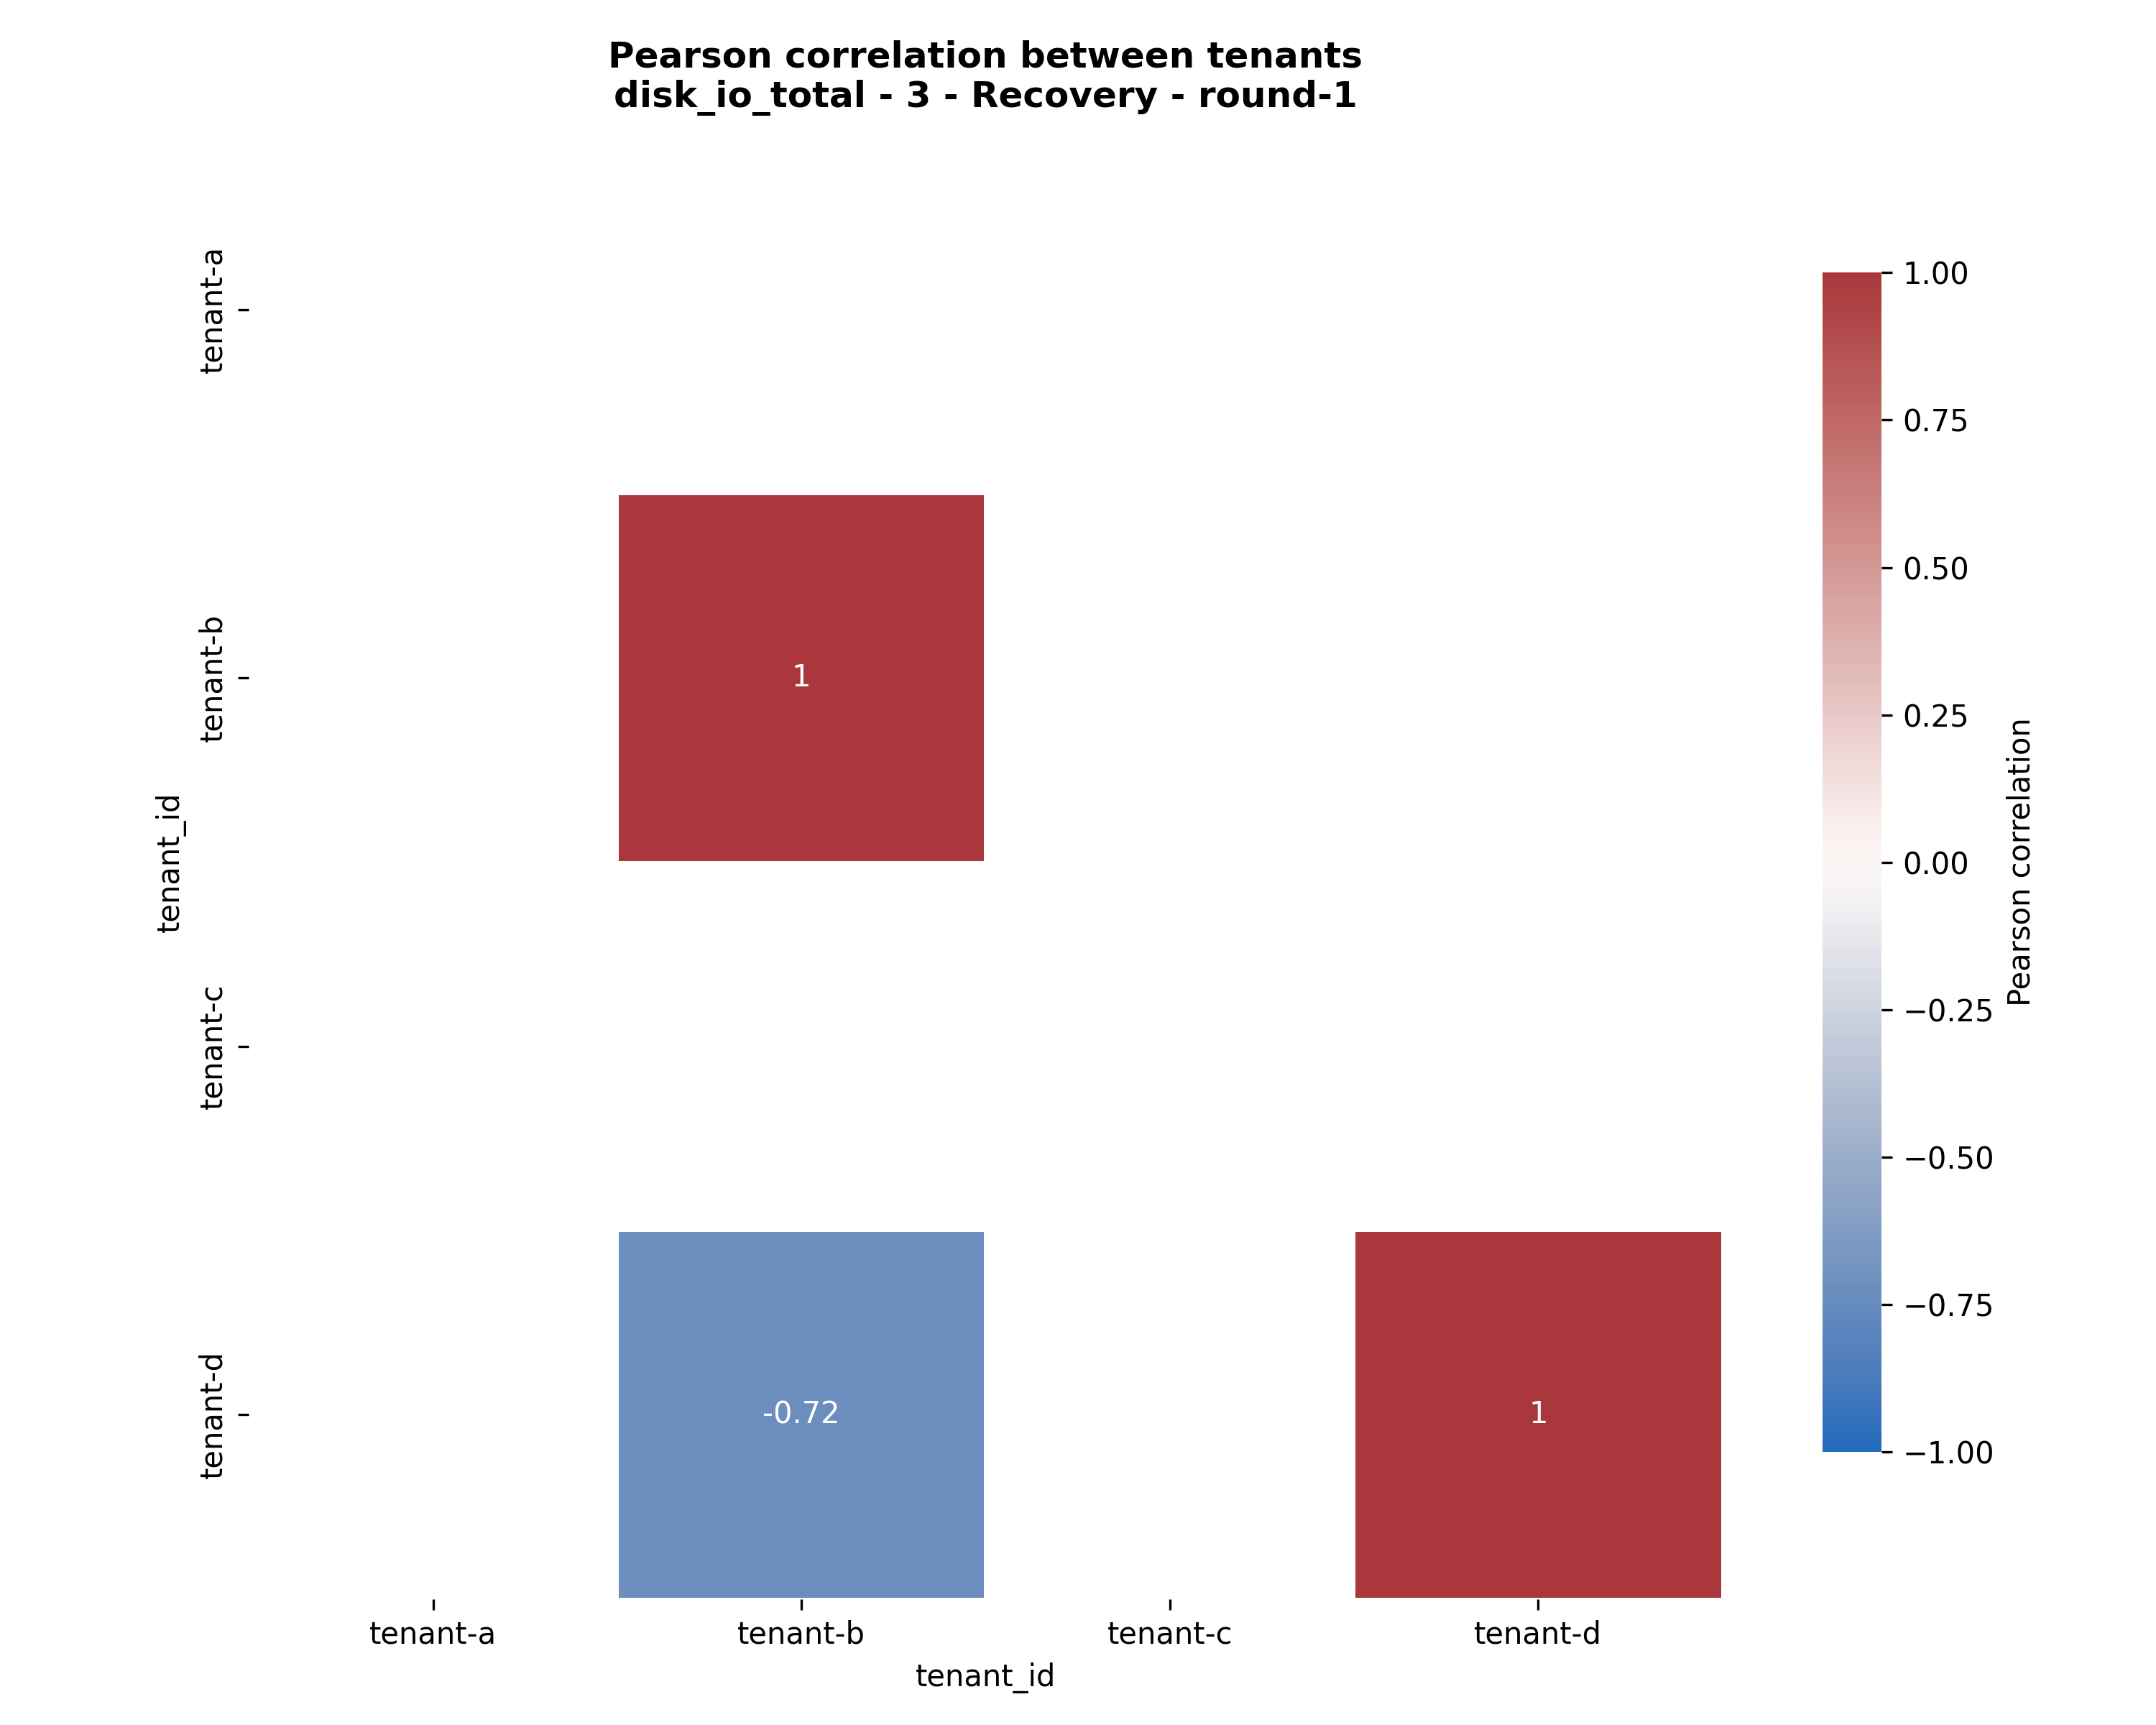 Pearson correlation between tenants
disk_io_total - 3 - Recovery - round-1
tenant_id
tenant-a
tenant-b
tenant-c
tenant-d
1
-0.72
1
tenant-a
tenant-b
tenant-c
tenant-d
tenant_id
1.00
0.75
0.50
0.25
0.00
−0.25
−0.50
−0.75
−1.00
Pearson correlation